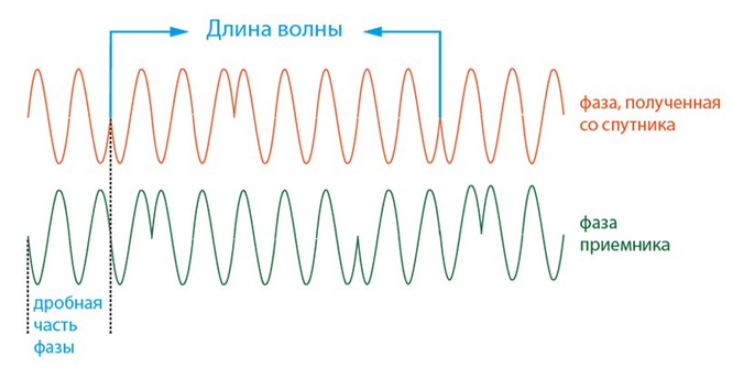 Длина волны
фаза, полученная
со спутника
фаза
приемника
дробная
часть
фазы